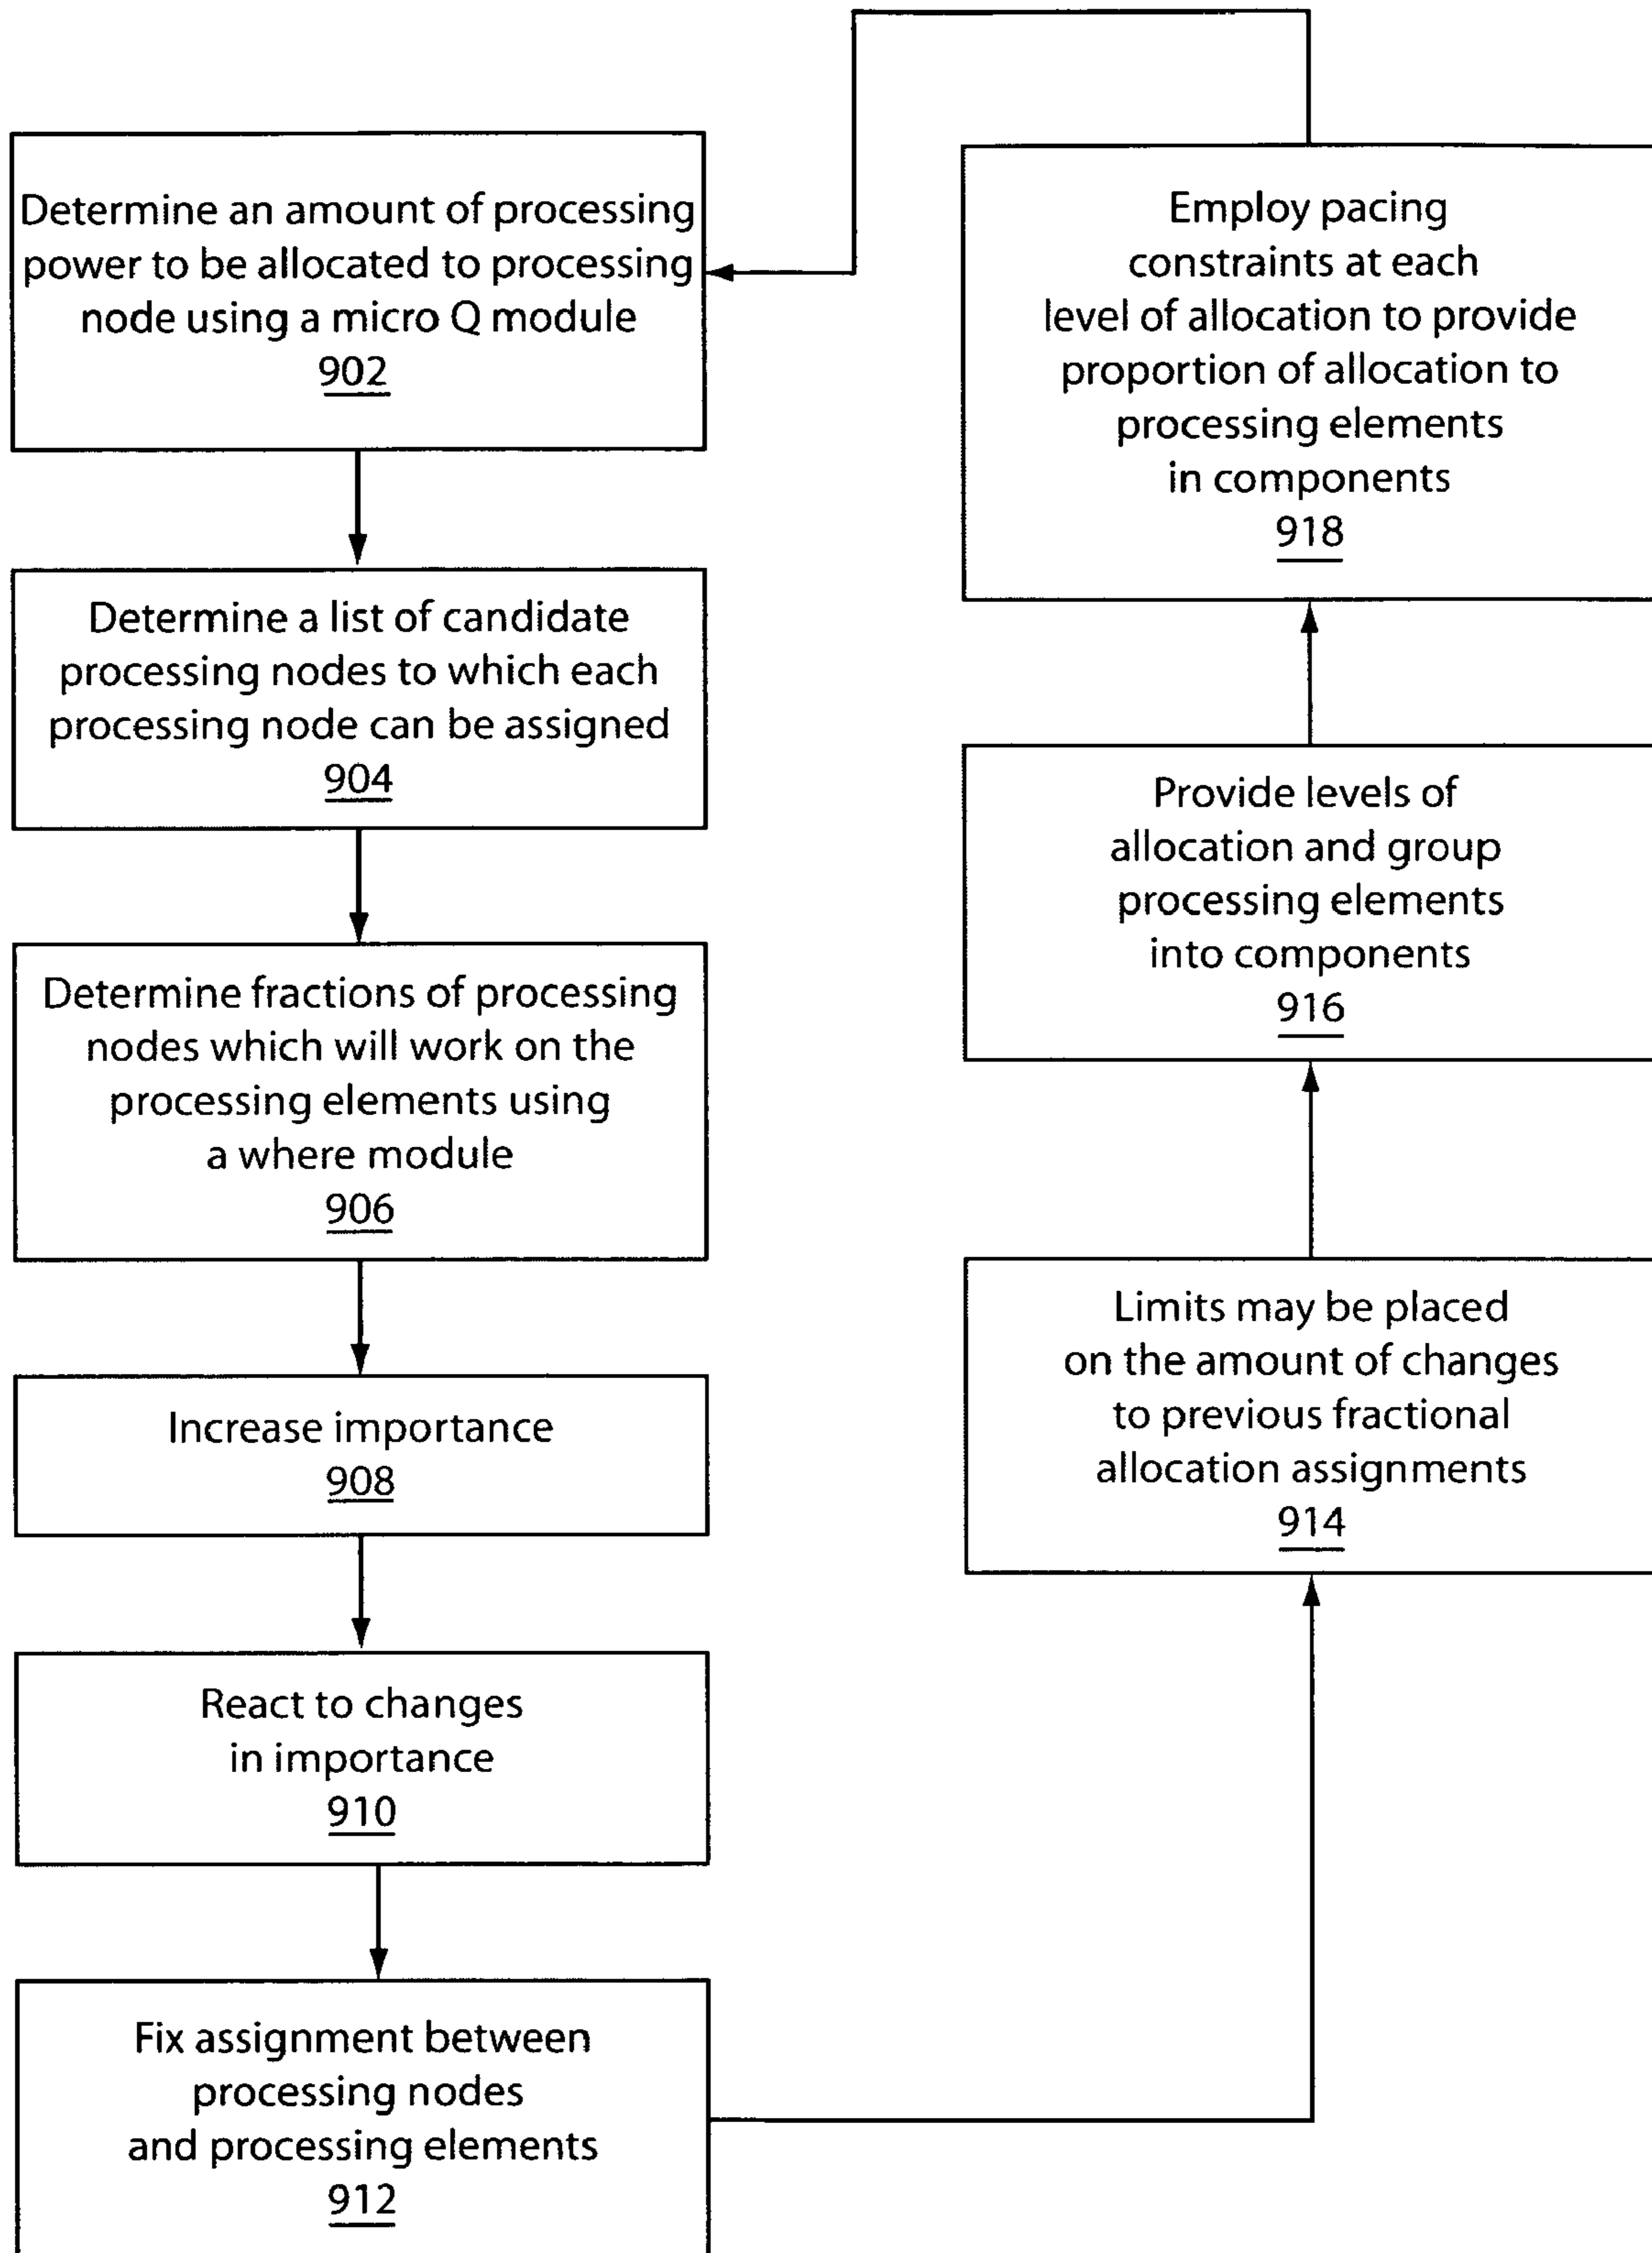 Determine an amount of processing
power to be allocated to processing
node using a micro Q module
902
Determine a list of candidate
processing nodes to which each
processing node can be assigned
904
Determine fractions of processing
nodes which will work on the
processing elements using
a where module
906
Increase importance
908
React to changes
in importance
910
Fix assignment between
processing nodes
and processing elements
912
Limits may be placed
on the amount of changes
to previous fractional
allocation assignments
914
Provide levels of
allocation and group
processing elements
into components
916
Employ pacing
constraints at each
level of allocation to provide
proportion of allocation to
processing elements
in components
918